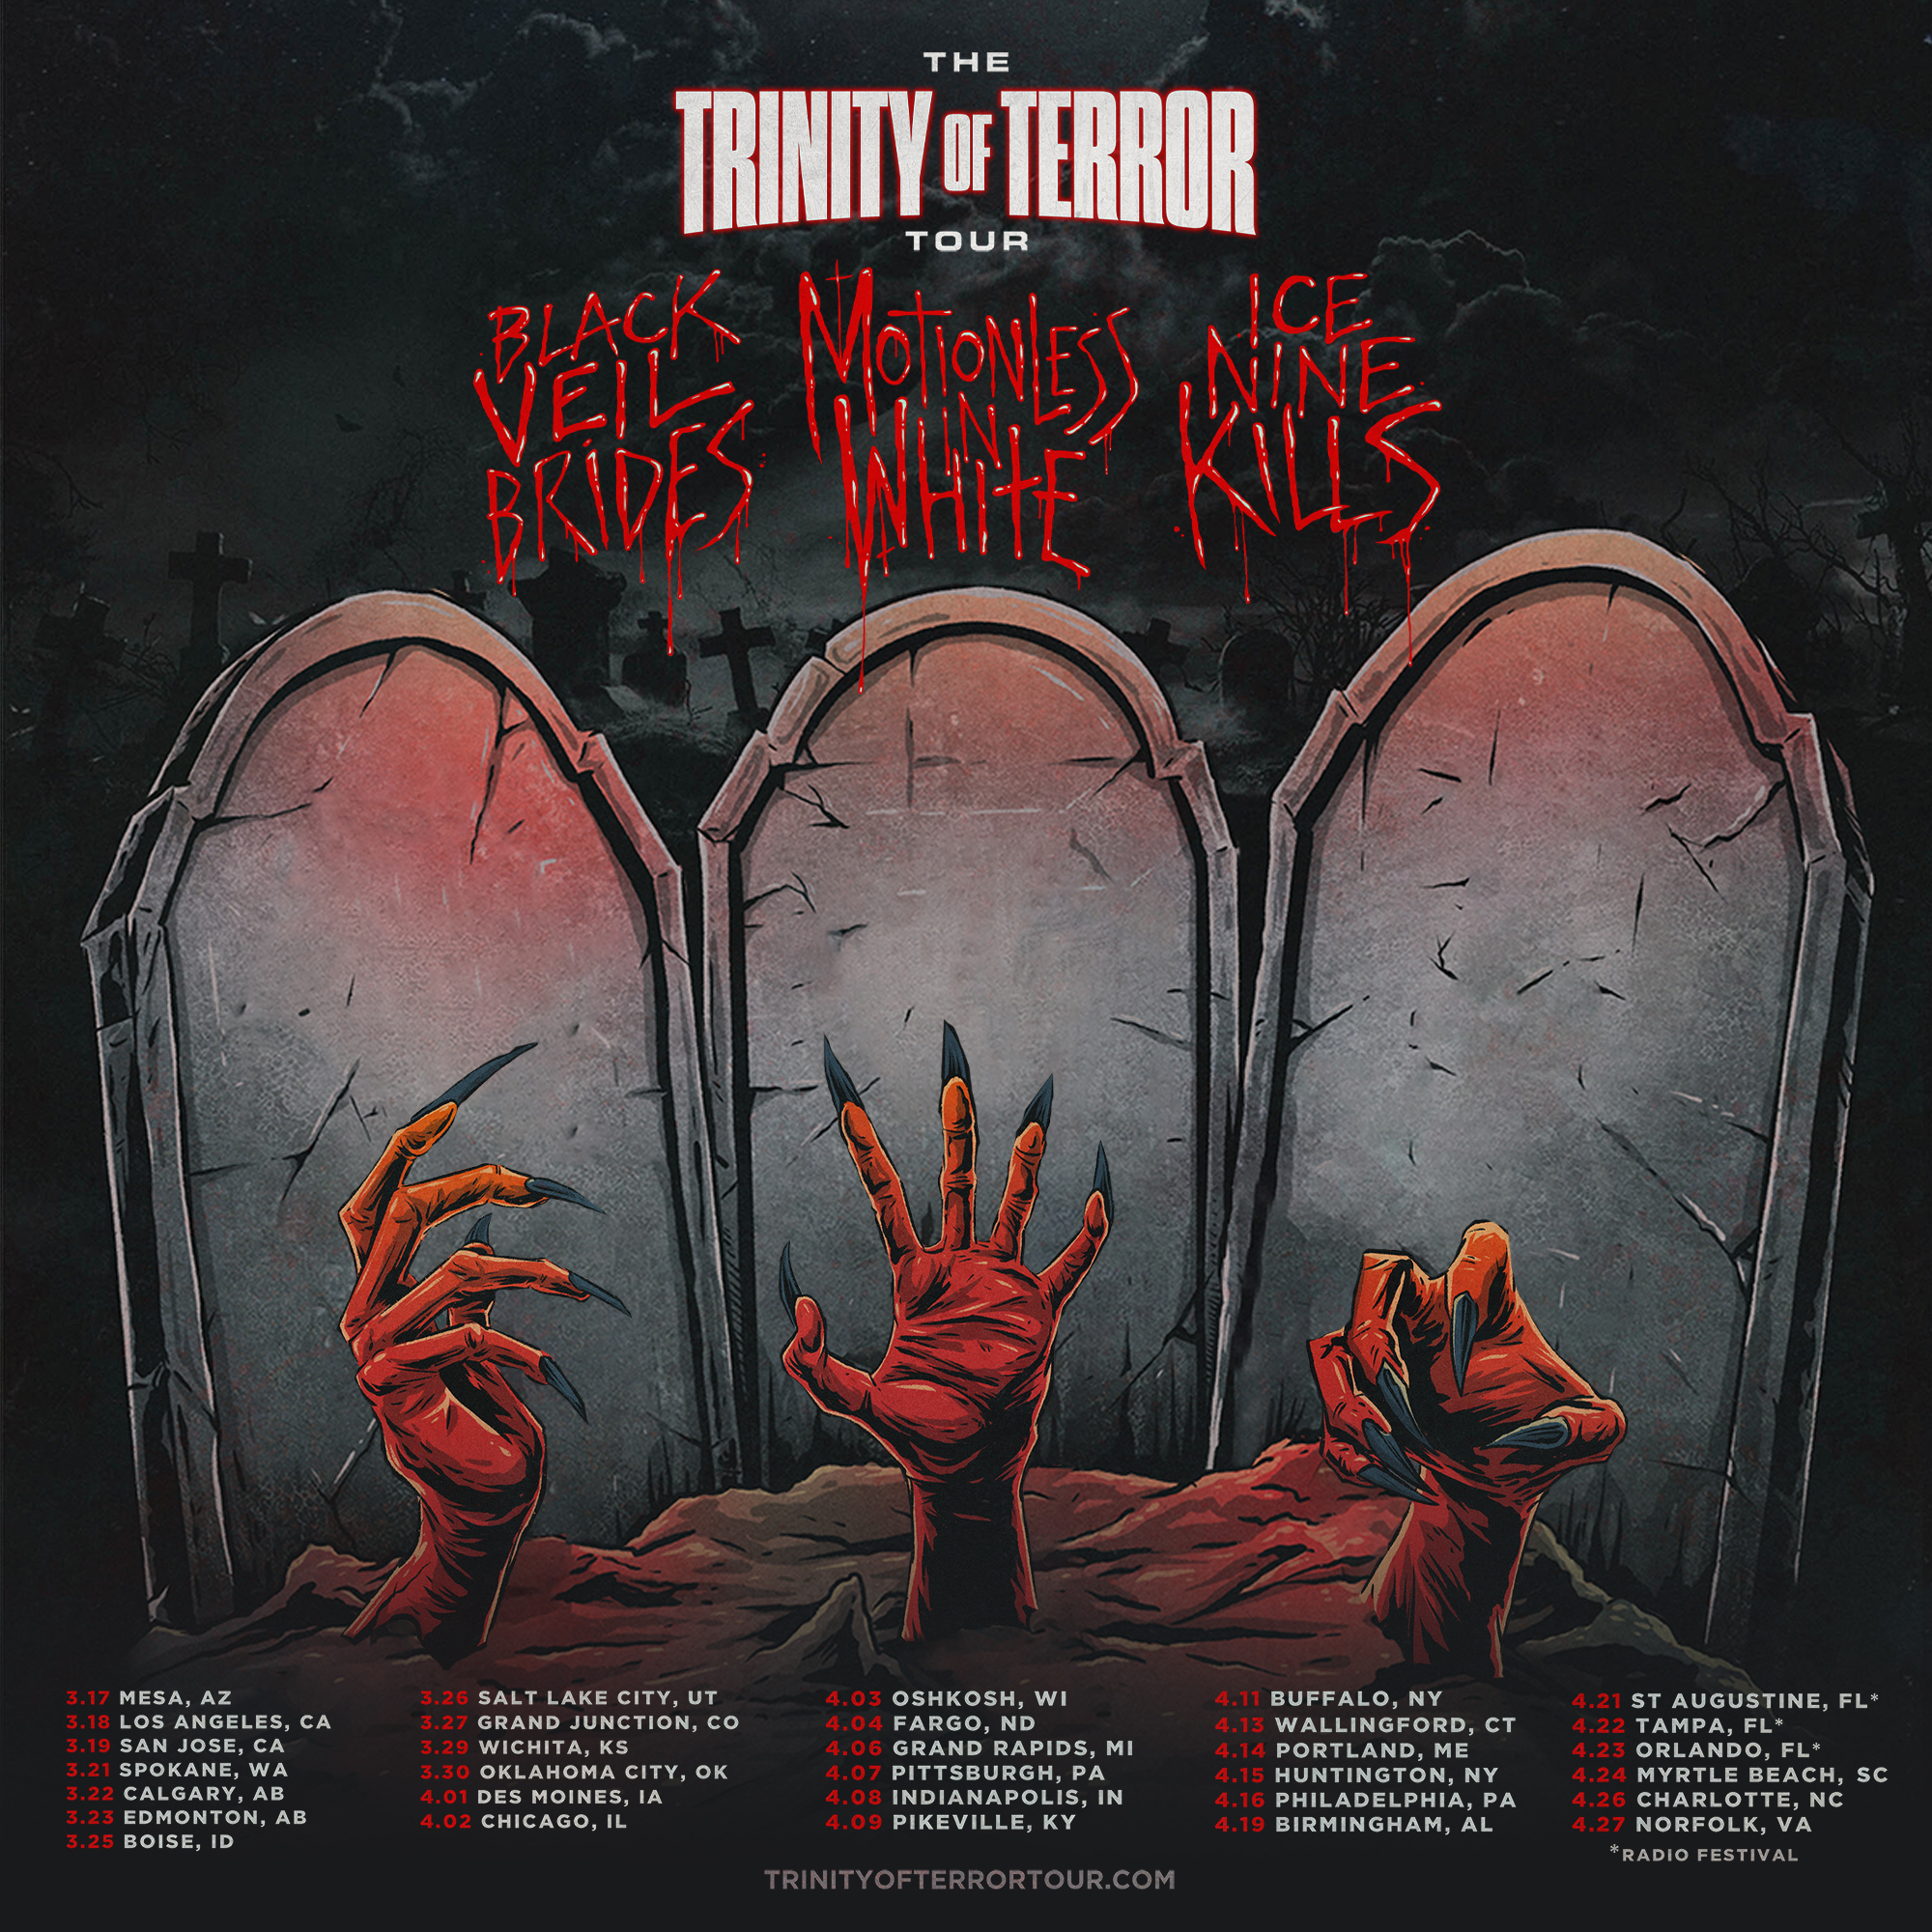 THE
TRINITY OF TERROR
TOUR
BLACK
VEIL
BRIDES
MOTIONLESS
IN
WHITE
ICE
NINE
KILLS
3.17 MESA, AZ
3.18 LOS ANGELES, CA
3.19 SAN JOSE, CA
3.21 SPOKANE, WA
3.22 CALGARY, AB
3.23 EDMONTON, AB
3.25 BOISE, ID
3.26 SALT LAKE CITY, UT
3.27 GRAND JUNCTION, CO
3.29 WICHITA, KS
3.30 OKLAHOMA CITY, OK
4.01 DES MOINES, IA
4.02 CHICAGO, IL
4.03 OSHKOSH, WI
4.04 FARGO, ND
4.06 GRAND RAPIDS, MI
4.07 PITTSBURGH, PA
4.08 INDIANAPOLIS, IN
4.09 PIKEVILLE, KY
4.11 BUFFALO, NY
4.13 WALLINGFORD, CT
4.14 PORTLAND, ME
4.15 HUNTINGTON, NY
4.16 PHILADELPHIA, PA
4.19 BIRMINGHAM, AL
4.21 ST AUGUSTINE, FL*
4.22 TAMPA, FL*
4.23 ORLANDO, FL*
4.24 MYRTLE BEACH, SC
4.26 CHARLOTTE, NC
4.27 NORFOLK, VA
*RADIO FESTIVAL
TRINITYOFTERRORTOUR.COM